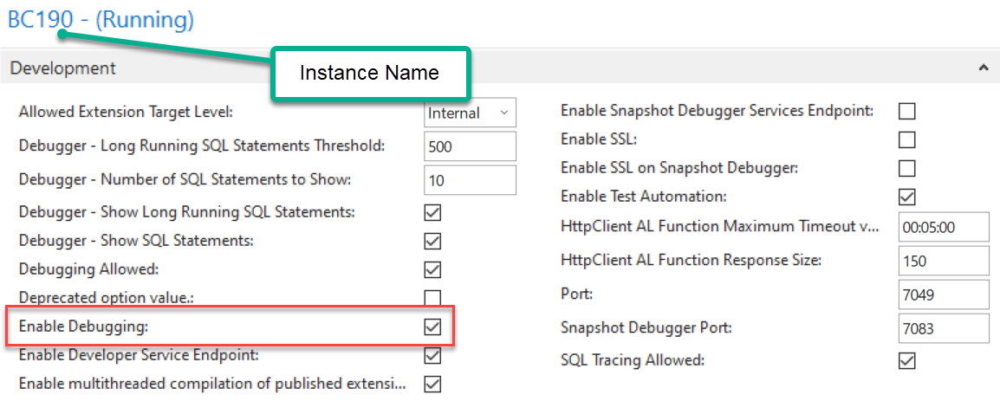 BC190 - (Running)
Instance Name
Development
Allowed Extension Target Level:
Internal
Debugger - Long Running SQL Statements Threshold:
500
Debugger - Number of SQL Statements to Show:
10
Debugger - Show Long Running SQL Statements:
Debugger - Show SQL Statements:
Debugging Allowed:
Deprecated option value.:
Enable Debugging:
Enable Developer Service Endpoint:
Enable multithreaded compilation of published extensi...
Enable Snapshot Debugger Services Endpoint:
Enable SSL:
Enable SSL on Snapshot Debugger:
Enable Test Automation:
HttpClient AL Function Maximum Timeout v...
00:05:00
HttpClient AL Function Response Size:
150
Port:
7049
Snapshot Debugger Port:
7083
SQL Tracing Allowed: